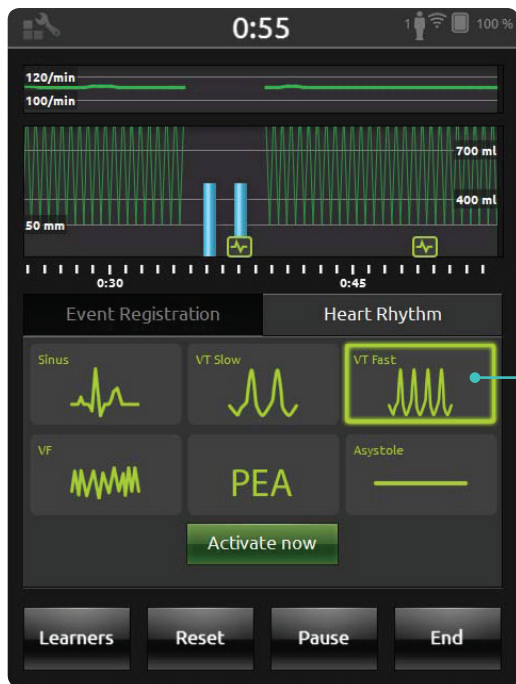 0:55
1
100 %
120/min
100/min
700 ml
400 ml
50 mm
0:30 0:45
Event Registration Heart Rhythm
Sinus VT Slow VT Fast
VF PEA Asystole
Activate now
Learners Reset Pause End